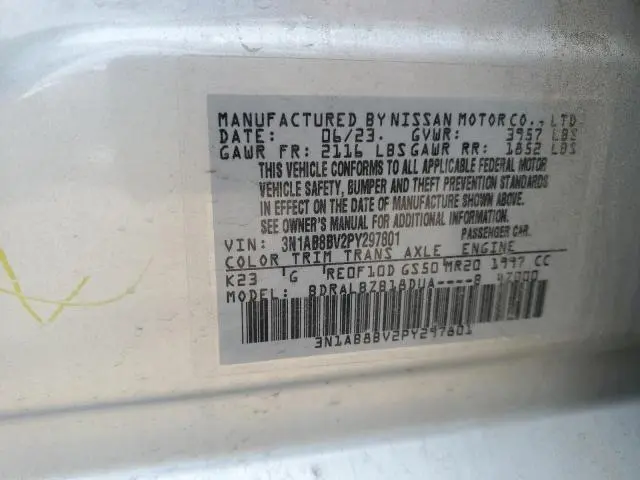 MANUFACTURED BY NISSAN MOTOR CO., LTD.
DATE: 06/23. GVWR: 3957 LBS
GAWR FR: 2116 LBS GAWR RR: 1852 LBS
THIS VEHICLE CONFORMS TO ALL APPLICABLE FEDERAL MOTOR
VEHICLE SAFETY, BUMPER AND THEFT PREVENTION STANDARDS
IN EFFECT ON THE DATE OF MANUFACTURE SHOWN ABOVE.
SEE OWNER'S MANUAL FOR ADDITIONAL INFORMATION.
VIN: 3N1AB8BV2PY297801 PASSENGER CAR.
COLOR TRIM TRANS AXLE ENGINE
K23 G RE0F10D GS50 MR20 1997 CC
MODEL: BDRALBZB18DUA----B
3N1AB8BV2PY297801